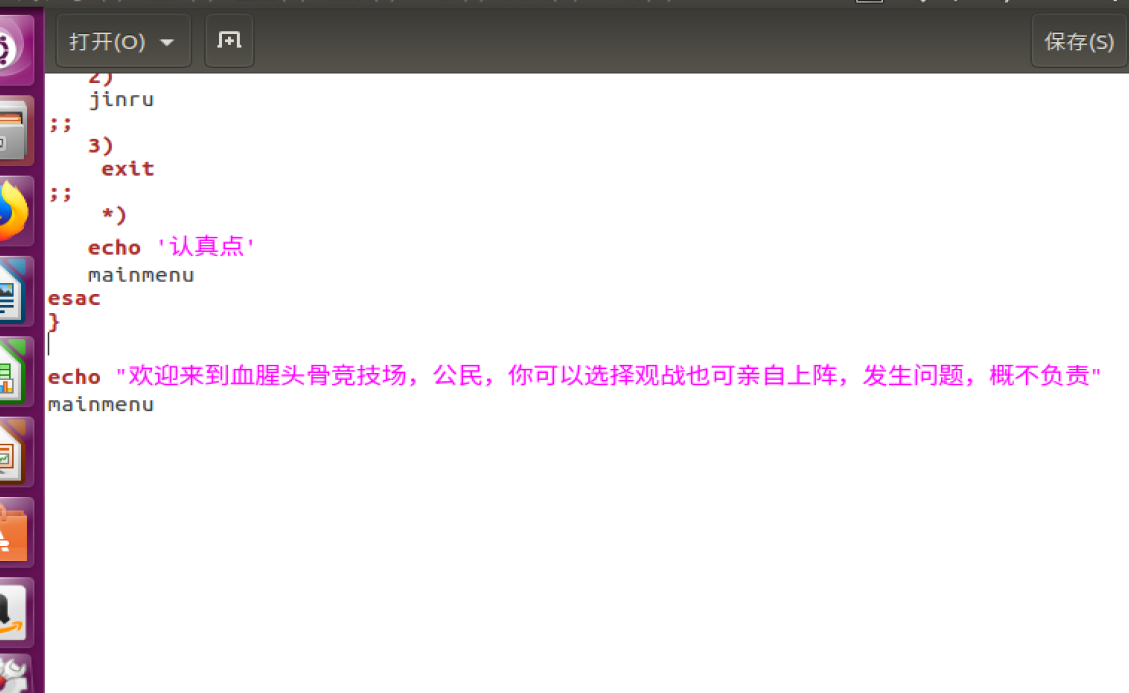 打开(O)
保存(S)
2)
jinru
;;
3)
exit
;;
*)
echo '认真点'
mainmenu
esac
}
echo "欢迎来到血腥头骨竞技场，公民，你可以选择观战也可亲自上阵，发生问题，概不负责"
mainmenu